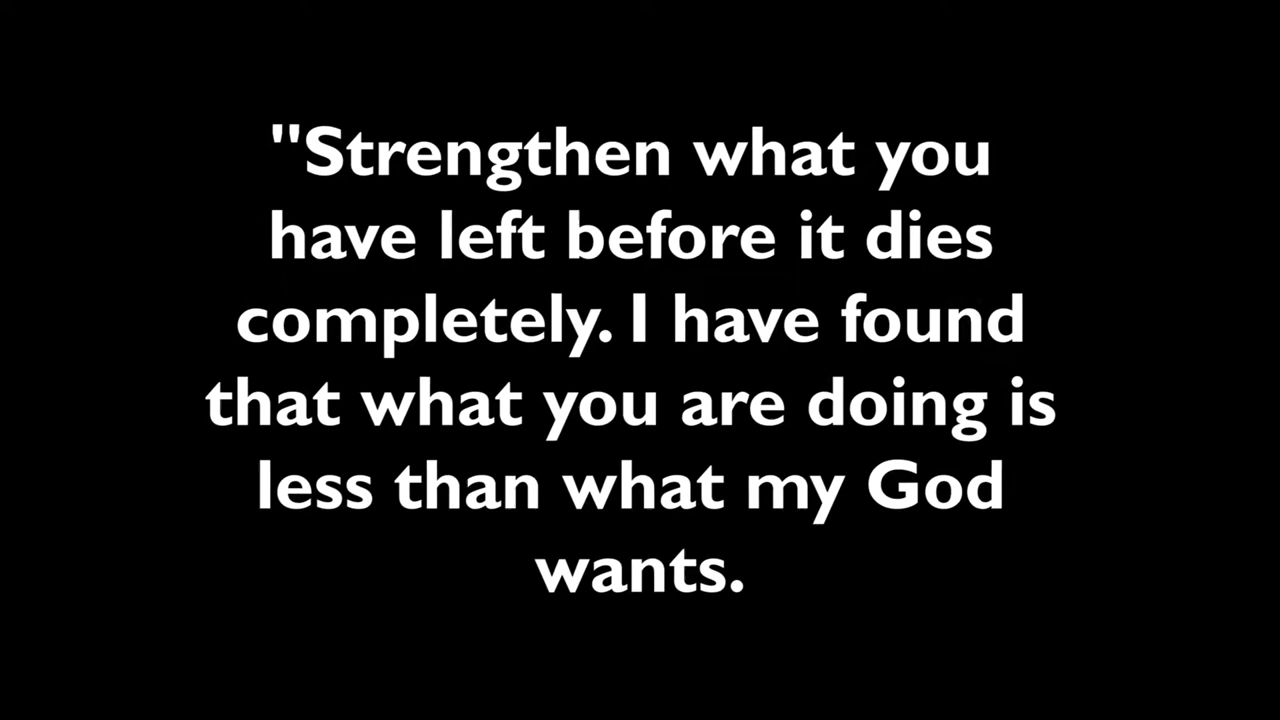 "Strengthen what you
have left before it dies
completely. I have found
that what you are doing is
less than what my God
wants.